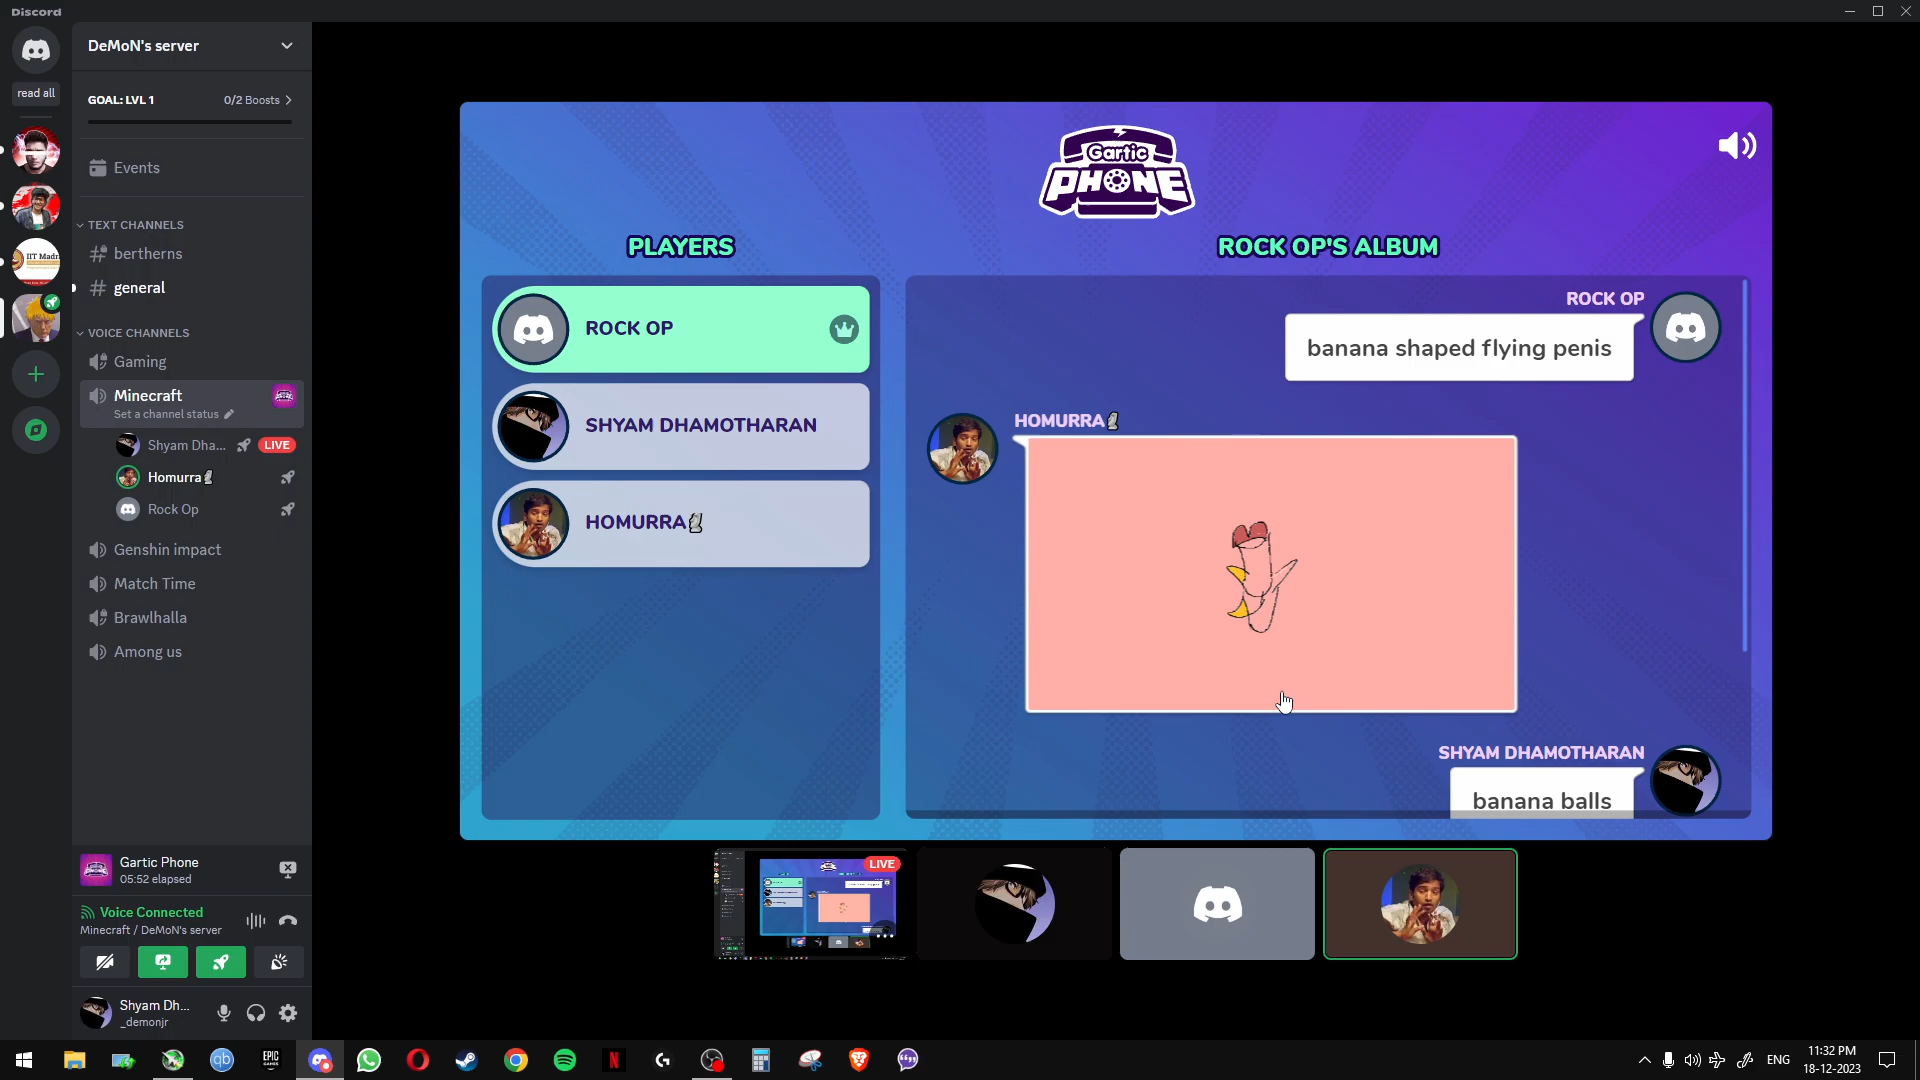 Discord
read all
DeMoN's server
GOAL: LVL 1
0/2 Boosts
Events
TEXT CHANNELS
bertherns
general
VOICE CHANNELS
Gaming
Minecraft
Set a channel status
Shyam Dha...
LIVE
Homurra🗿
Rock Op
Genshin impact
Match Time
Brawlhalla
Among us
Gartic Phone
05:52 elapsed
Voice Connected
Minecraft / DeMoN's server
Shyam Dh...
_demonjr
Gartic
PHONE
PLAYERS
ROCK OP
SHYAM DHAMOTHARAN
HOMURRA🗿
ROCK OP'S ALBUM
ROCK OP
banana shaped flying penis
HOMURRA🗿
SHYAM DHAMOTHARAN
banana balls
LIVE
qb
EPIC
GAMES
ENG
11:32 PM
18-12-2023